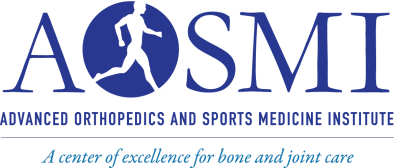 AOSMI
ADVANCED ORTHOPEDICS AND SPORTS MEDICINE INSTITUTE
A center of excellence for bone and joint care